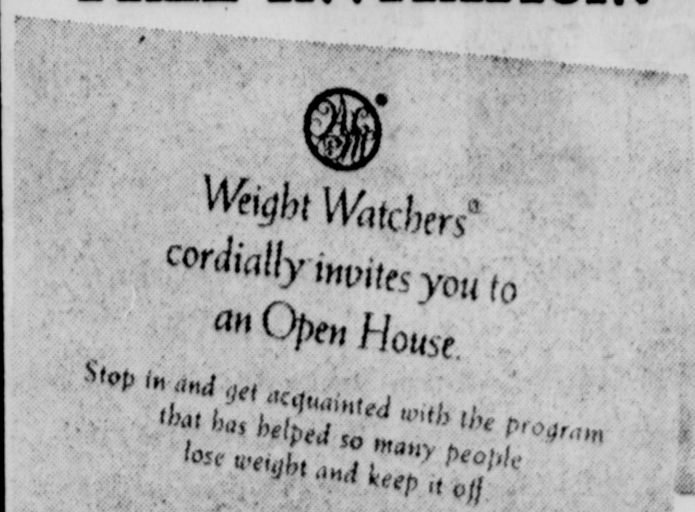 Weight Watchers®
cordially invites you to
an Open House.
Stop in and get acquainted with the program
that has helped so many people
lose weight and keep it off.